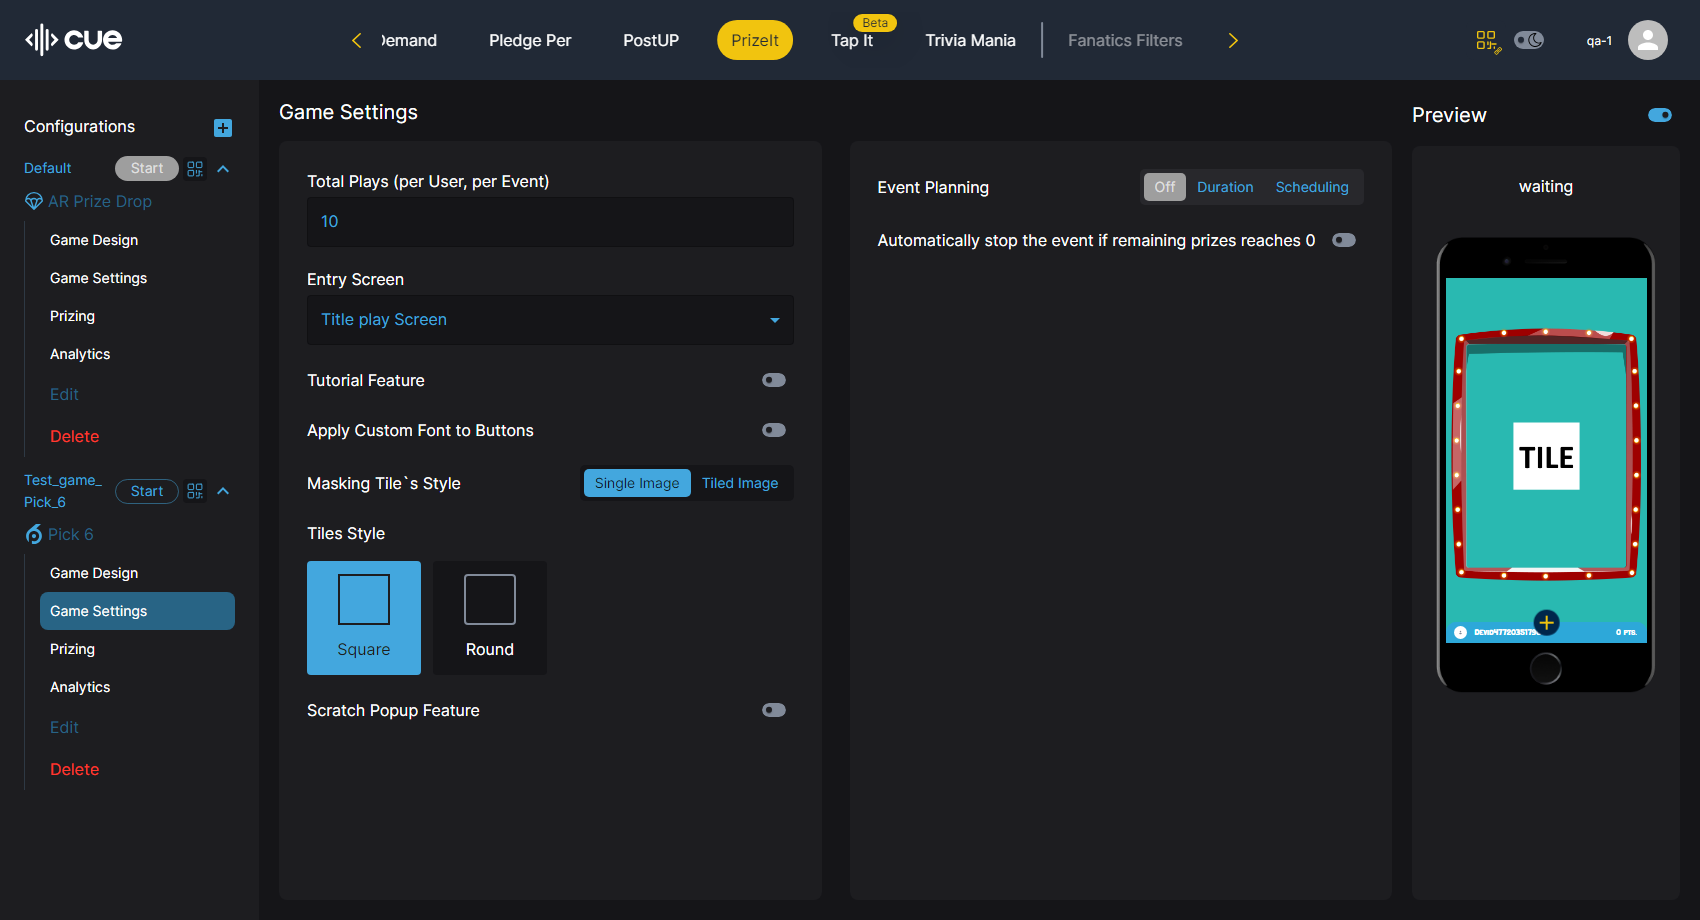 cue
Demand
Pledge Per
PostUP
PrizeIt
Beta
Tap It
Trivia Mania
Fanatics Filters
qa-1
Configurations
Default
Start
AR Prize Drop
Game Design
Game Settings
Prizing
Analytics
Edit
Delete
Test_game_
Pick_6
Start
Pick 6
Game Design
Game Settings
Prizing
Analytics
Edit
Delete
Game Settings
Total Plays (per User, per Event)
10
Entry Screen
Title play Screen
Tutorial Feature
Apply Custom Font to Buttons
Masking Tile`s Style
Single Image
Tiled Image
Tiles Style
Square
Round
Scratch Popup Feature
Event Planning
Off
Duration
Scheduling
Automatically stop the event if remaining prizes reaches 0
Preview
waiting
TILE
0 PTS.